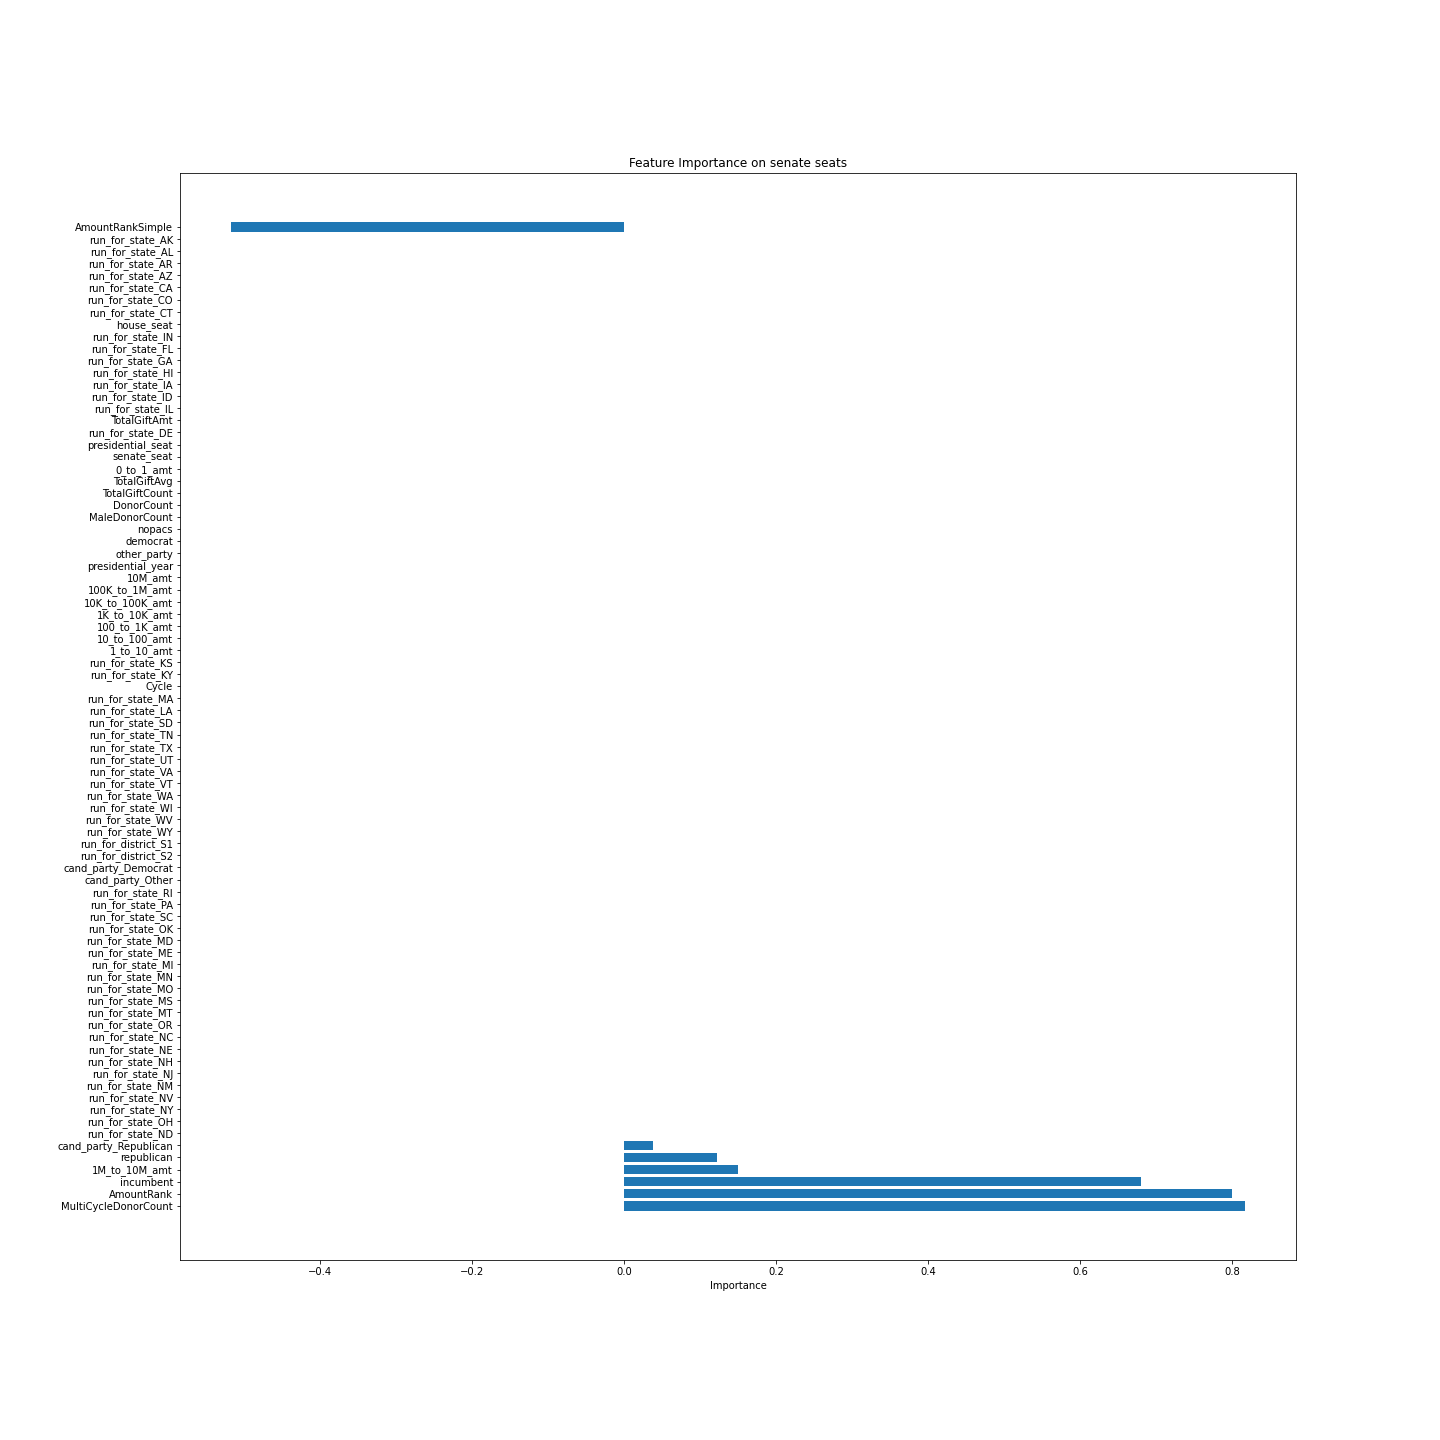 Feature Importance on senate seats
AmountRankSimple
run_for_state_AK
run_for_state_AL
run_for_state_AR
run_for_state_AZ
run_for_state_CA
run_for_state_CO
run_for_state_CT
house_seat
run_for_state_IN
run_for_state_FL
run_for_state_GA
run_for_state_HI
run_for_state_IA
run_for_state_ID
run_for_state_IL
TotalGiftAmt
run_for_state_DE
presidential_seat
senate_seat
0_to_1_amt
TotalGiftAvg
TotalGiftCount
DonorCount
MaleDonorCount
nopacs
democrat
other_party
presidential_year
10M_amt
100K_to_1M_amt
10K_to_100K_amt
1K_to_10K_amt
100_to_1K_amt
10_to_100_amt
1_to_10_amt
run_for_state_KS
run_for_state_KY
Cycle
run_for_state_MA
run_for_state_LA
run_for_state_SD
run_for_state_TN
run_for_state_TX
run_for_state_UT
run_for_state_VA
run_for_state_VT
run_for_state_WA
run_for_state_WI
run_for_state_WV
run_for_state_WY
run_for_district_S1
run_for_district_S2
cand_party_Democrat
cand_party_Other
run_for_state_RI
run_for_state_PA
run_for_state_SC
run_for_state_OK
run_for_state_MD
run_for_state_ME
run_for_state_MI
run_for_state_MN
run_for_state_MO
run_for_state_MS
run_for_state_MT
run_for_state_OR
run_for_state_NC
run_for_state_NE
run_for_state_NH
run_for_state_NJ
run_for_state_NM
run_for_state_NV
run_for_state_NY
run_for_state_OH
run_for_state_ND
cand_party_Republican
republican
1M_to_10M_amt
incumbent
AmountRank
MultiCycleDonorCount
−0.4 −0.2 0.0 0.2 0.4 0.6 0.8
Importance